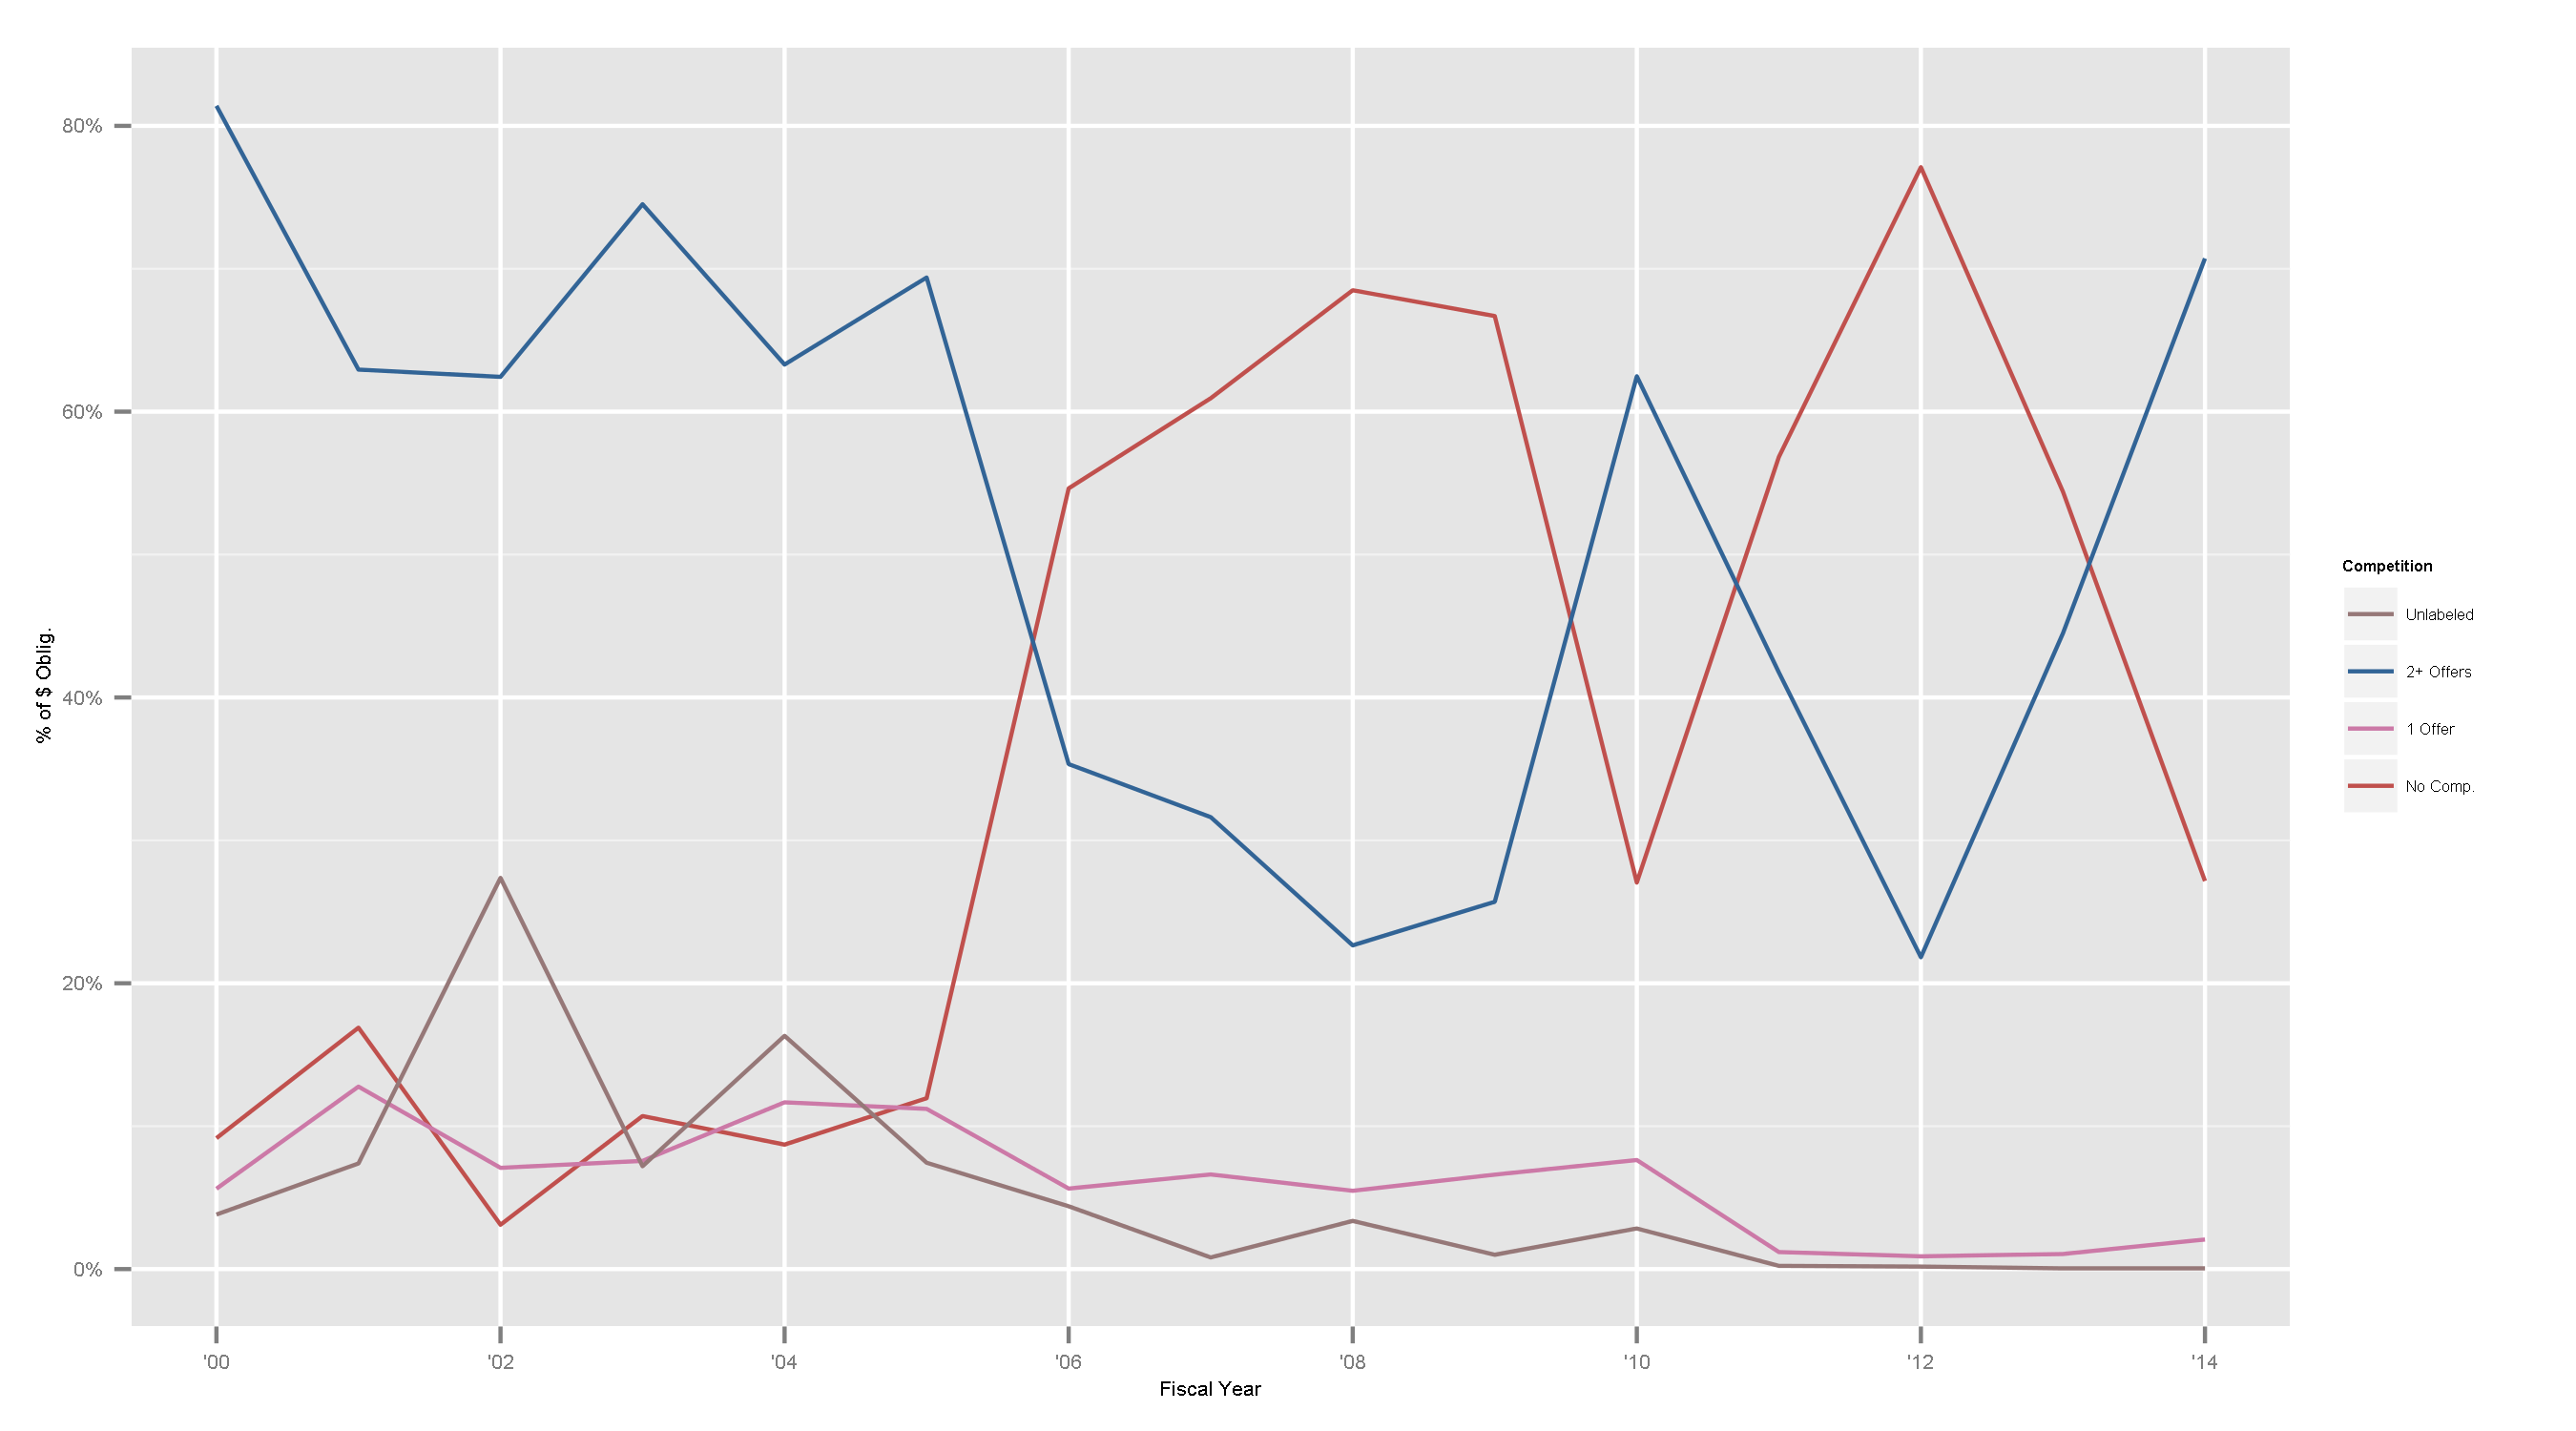 80%
60%
40%
20%
0%
% of $ Oblig.
'00 '02 '04 '06 '08 '10 '12 '14
Fiscal Year
Competition
Unlabeled
2+ Offers
1 Offer
No Comp.